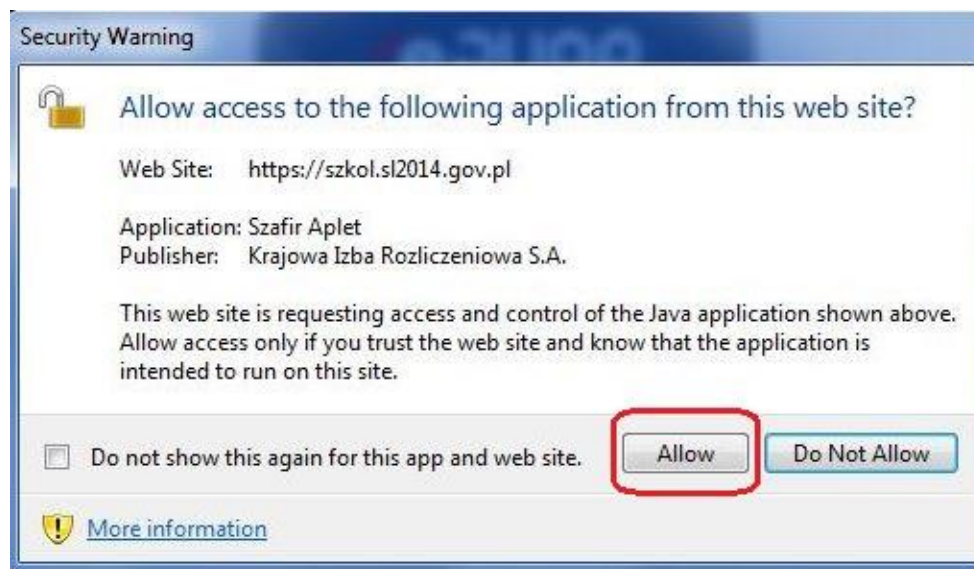 Security Warning
Allow access to the following application from this web site?
Web Site: https://szkol.sl2014.gov.pl
Application: Szafir Aplet
Publisher: Krajowa Izba Rozliczeniowa S.A.
This web site is requesting access and control of the Java application shown above.
Allow access only if you trust the web site and know that the application is
intended to run on this site.
Do not show this again for this app and web site.
Allow
Do Not Allow
More information